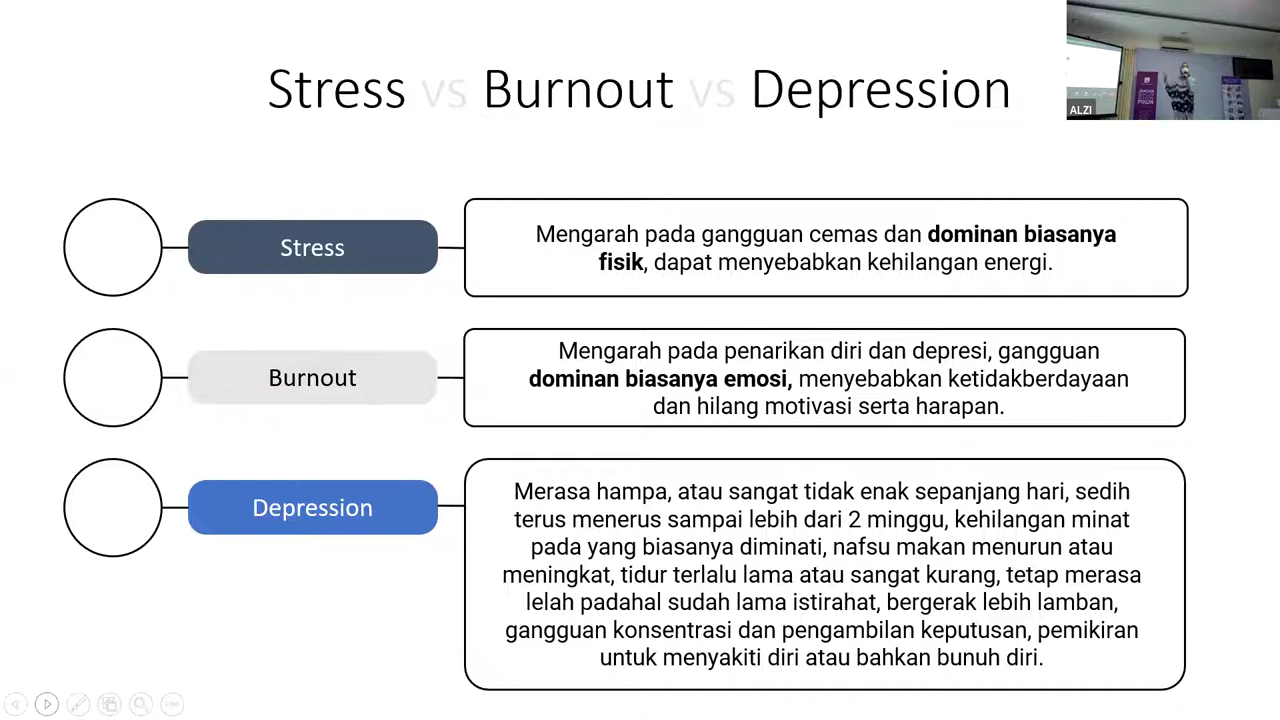 Stress vs Burnout vs Depression
ALZI
Stress
Mengarah pada gangguan cemas dan dominan biasanya
fisik, dapat menyebabkan kehilangan energi.
Burnout
Mengarah pada penarikan diri dan depresi, gangguan
dominan biasanya emosi, menyebabkan ketidakberdayaan
dan hilang motivasi serta harapan.
Depression
Merasa hampa, atau sangat tidak enak sepanjang hari, sedih
terus menerus sampai lebih dari 2 minggu, kehilangan minat
pada yang biasanya diminati, nafsu makan menurun atau
meningkat, tidur terlalu lama atau sangat kurang, tetap merasa
lelah padahal sudah lama istirahat, bergerak lebih lamban,
gangguan konsentrasi dan pengambilan keputusan, pemikiran
untuk menyakiti diri atau bahkan bunuh diri.